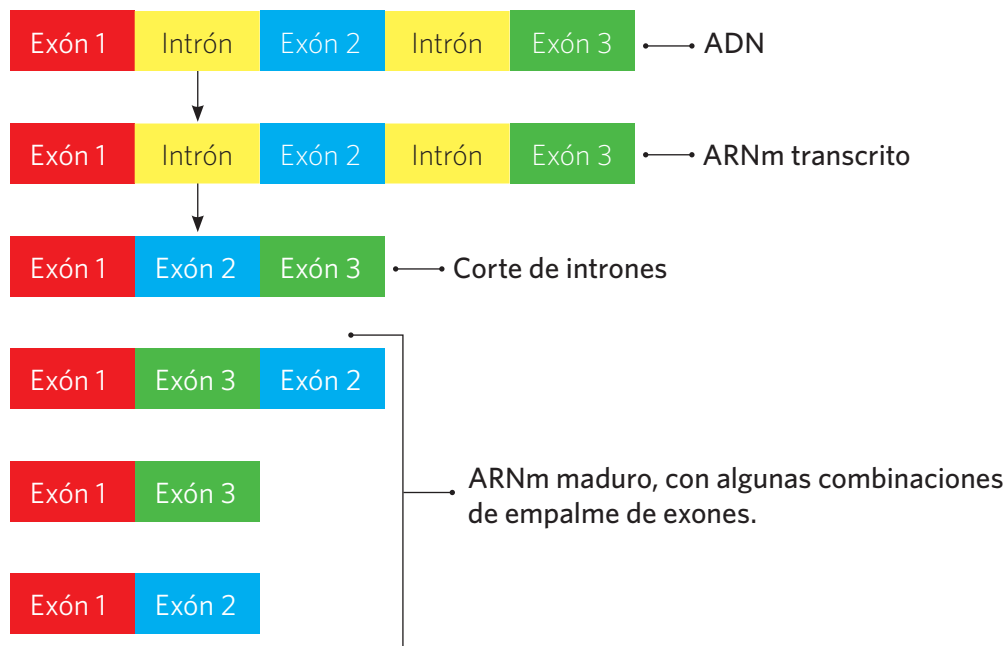 Exón 1 Intrón Exón 2 Intrón Exón 3 ADN
Exón 1 Intrón Exón 2 Intrón Exón 3 ARNm transcrito
Exón 1 Exón 2 Exón 3 Corte de intrones
Exón 1 Exón 3 Exón 2
Exón 1 Exón 3
ARNm maduro, con algunas combinaciones
de empalme de exones.
Exón 1 Exón 2